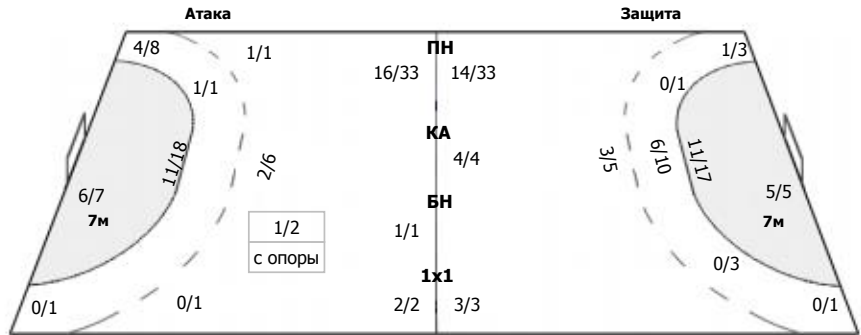 Атака Защита
4/8 1/1 ПН 1/3
16/33 14/33
1/1 0/1
КА
11/18 2/6 4/4 3/5 6/10 11/17
6/7 5/5
7м 7м
БН
1/2 1/1
с опоры 0/3
1x1
0/1 0/1 2/2 3/3 0/1